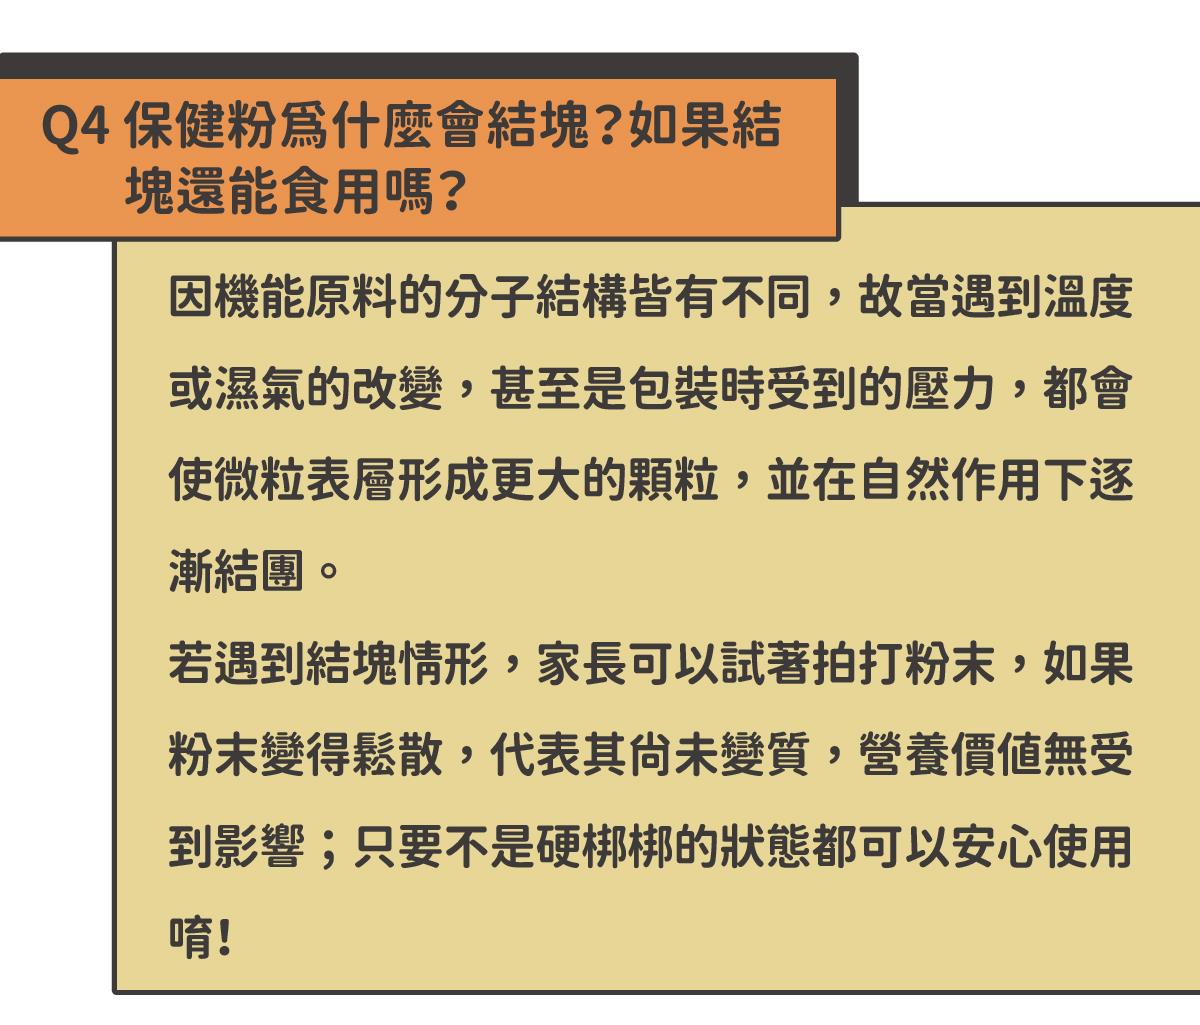 Q4 保健粉爲什麼會結塊?如果結
塊還能食用嗎?
因機能原料的分子結構皆有不同，故當遇到溫度
或濕氣的改變，甚至是包裝時受到的壓力，都會
使微粒表層形成更大的顆粒，並在自然作用下逐
漸結團。
若遇到結塊情形，家長可以試著拍打粉末，如果
粉末變得鬆散，代表其尚未變質，營養價值無受
到影響；只要不是硬梆梆的狀態都可以安心使用
唷!